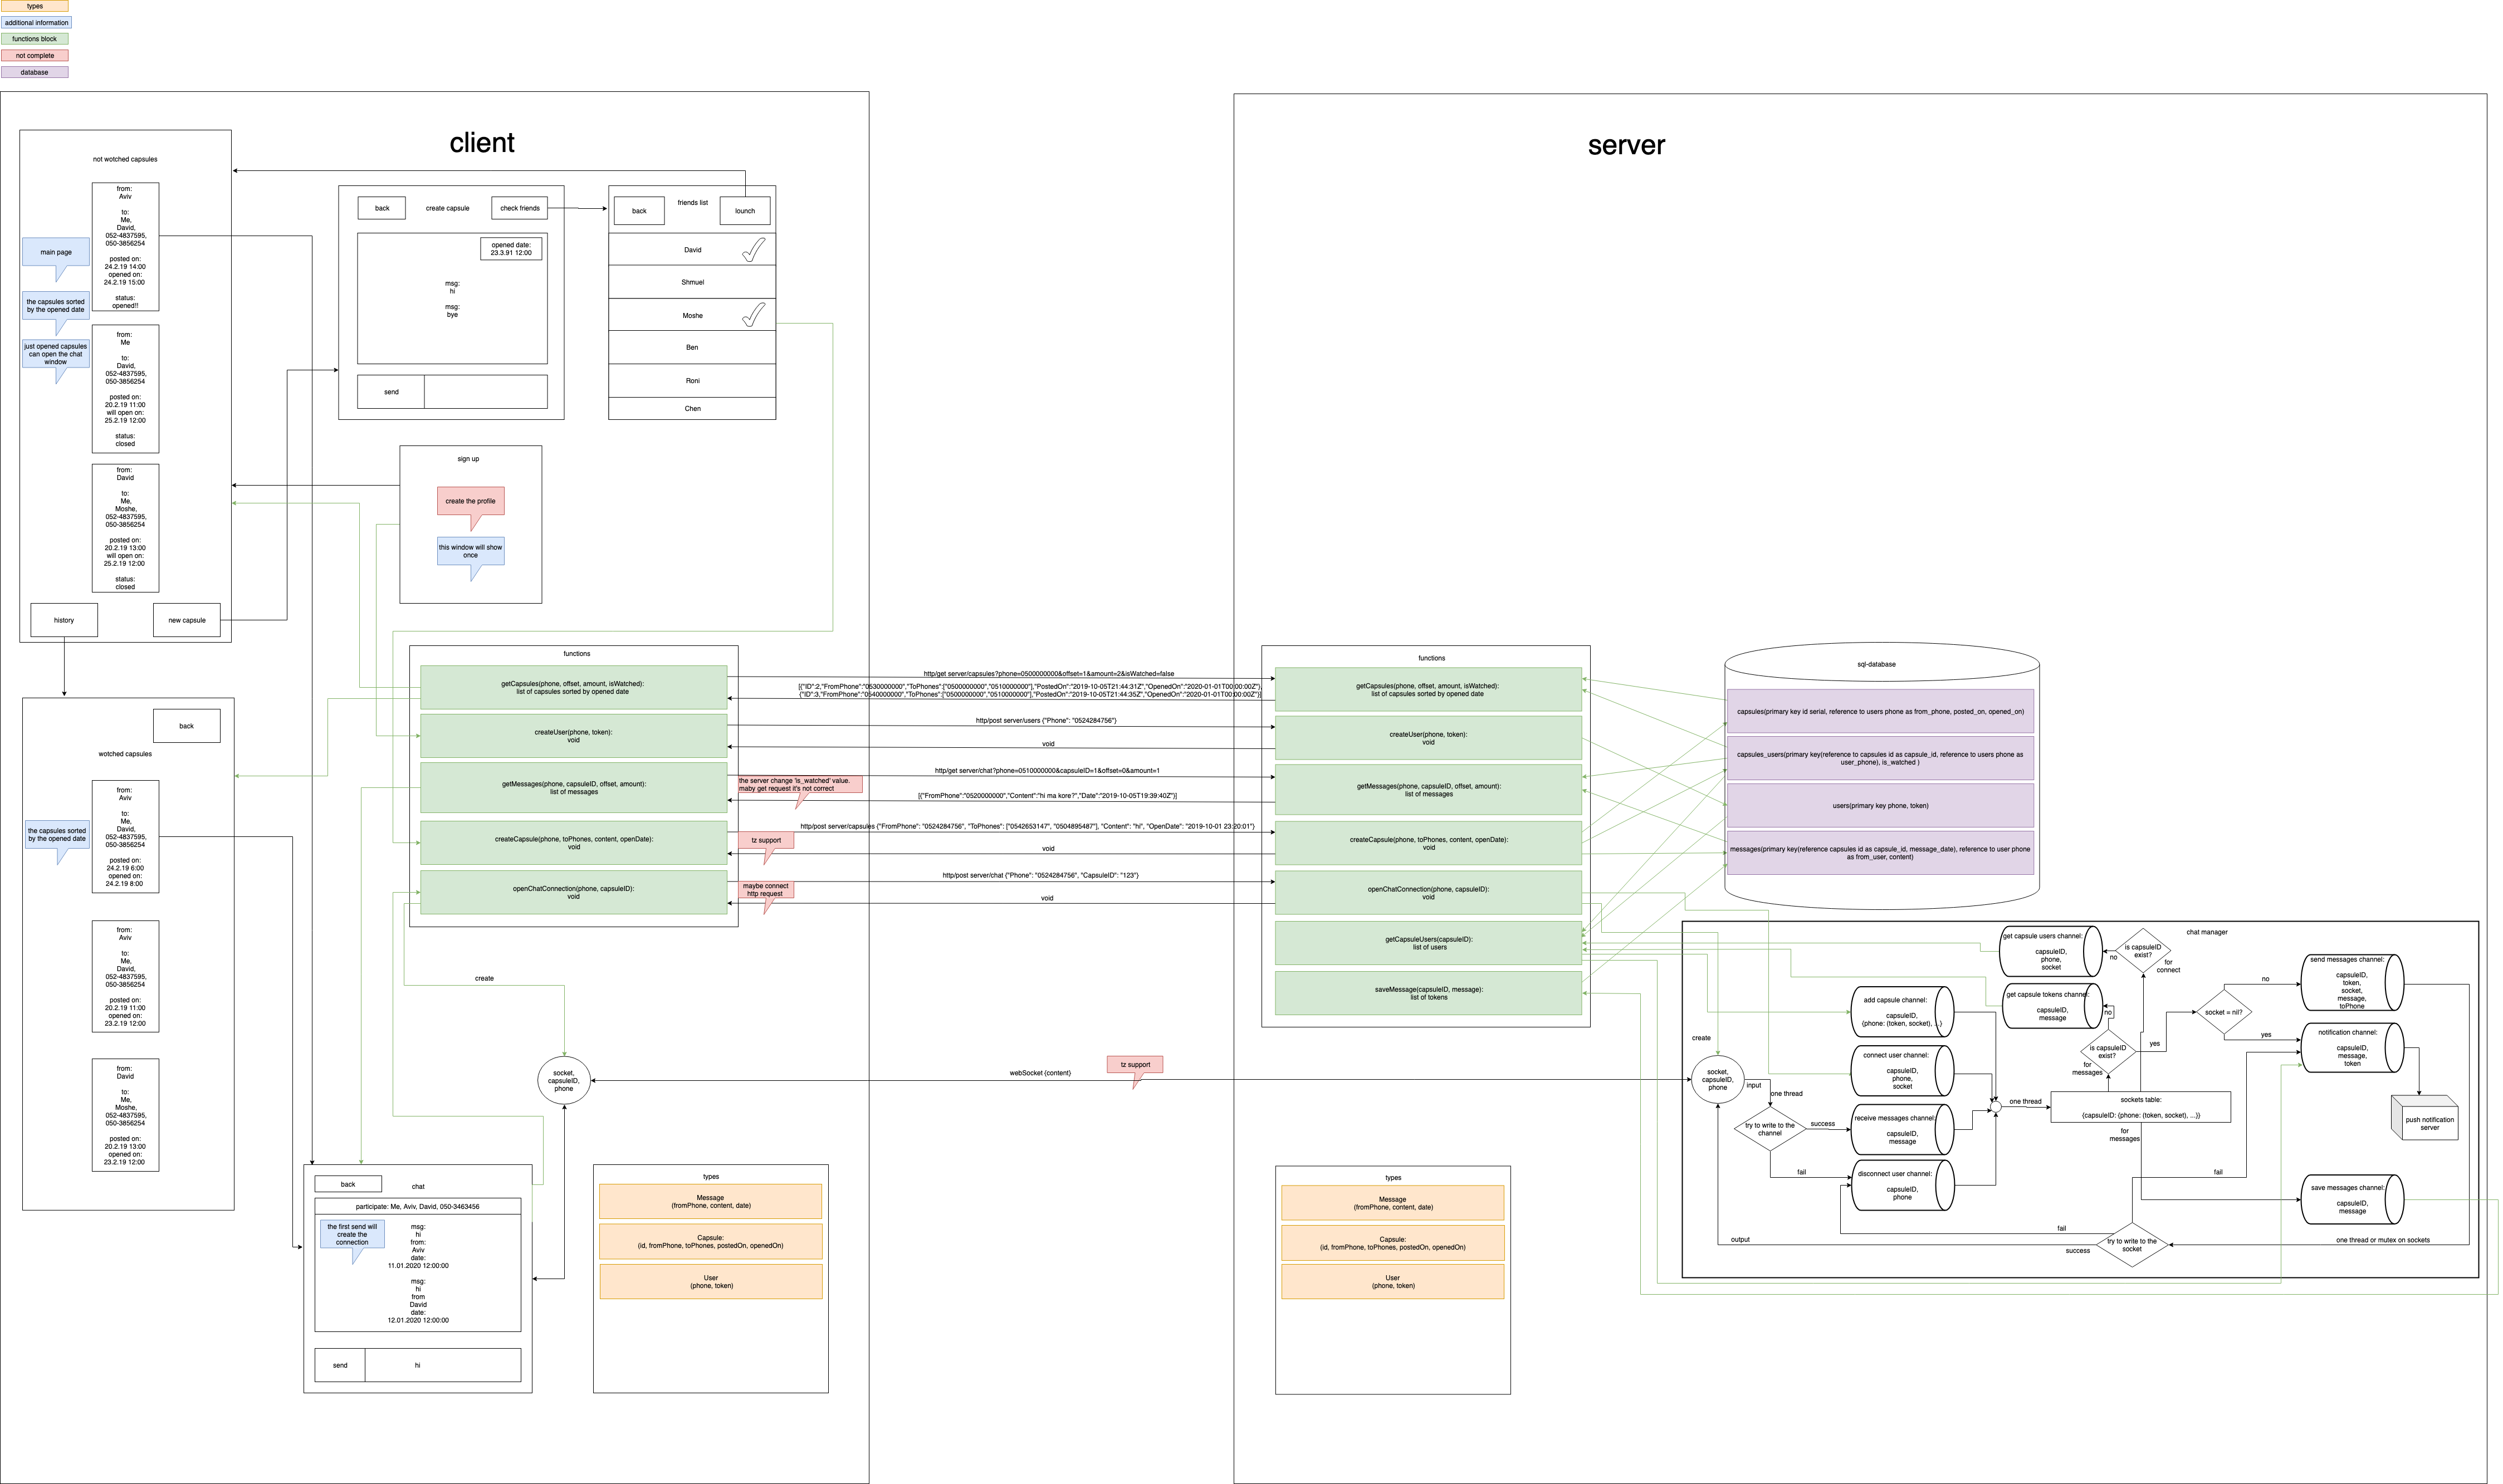 types
additional information
functions block
not complete
database
client
not wotched capsules
from:
Aviv
to:
Me,
David,
052-4837595,
050-3856254
posted on:
24.2.19 14:00
opened on:
24.2.19 15:00
status:
opened!!
main page
the capsules sorted
by the opened date
just opened capsules
can open the chat
window
from:
Me
to:
David,
052-4837595,
050-3856254
posted on:
20.2.19 11:00
will open on:
25.2.19 12:00
status:
closed
from:
David
to:
Me,
Moshe,
052-4837595,
050-3856254
posted on:
20.2.19 13:00
will open on:
25.2.19 12:00
status:
closed
history
new capsule
back
create capsule
check friends
opened date:
23.3.91 12:00
msg:
hi
msg:
bye
send
back
friends list
lounch
David
Shmuel
Moshe
Ben
Roni
Chen
sign up
create the profile
this window will show
once
back
wotched capsules
from:
Aviv
to:
Me,
David,
052-4837595,
050-3856254
posted on:
24.2.19 6:00
opened on:
24.2.19 8:00
the capsules sorted
by the opened date
from:
Aviv
to:
Me,
David,
052-4837595,
050-3856254
posted on:
20.2.19 11:00
opened on:
23.2.19 12:00
from:
David
to:
Me,
Moshe,
052-4837595,
050-3856254
posted on:
20.2.19 13:00
opened on:
23.2.19 12:00
functions
getCapsules(phone, offset, amount, isWatched):
list of capsules sorted by opened date
createUser(phone, token):
void
getMessages(phone, capsuleID, offset, amount):
list of messages
createCapsule(phone, toPhones, content, openDate):
void
openChatConnection(phone, capsuleID):
void
create
socket,
capsuleID,
phone
back
chat
participate: Me, Aviv, David, 050-3463456
the first send will
create the
connection
msg:
hi
from:
Aviv
date:
11.01.2020 12:00:00
msg:
hi
from
David
date:
12.01.2020 12:00:00
send
hi
types
Message
(fromPhone, content, date)
Capsule:
(id, fromPhone, toPhones, postedOn, openedOn)
User
(phone, token)
http/get server/capsules?phone=0500000000&offset=1&amount=2&isWatched=false
[{"ID":2,"FromPhone":"0530000000","ToPhones":["0500000000","0510000000"],"PostedOn":"2019-10-05T21:44:31Z","OpenedOn":"2020-01-01T00:00:00Z"},
{"ID":3,"FromPhone":"0540000000","ToPhones":["0500000000","0510000000"],"PostedOn":"2019-10-05T21:44:35Z","OpenedOn":"2020-01-01T00:00:00Z"}]
http/post server/users {"Phone": "0524284756"}
void
http/get server/chat?phone=0510000000&capsuleID=1&offset=0&amount=1
the server change 'is_watched' value.
maby get request it's not correct
[{"FromPhone":"0520000000","Content":"hi ma kore?","Date":"2019-10-05T19:39:40Z"}]
http/post server/capsules {"FromPhone": "0524284756", "ToPhones": ["0542653147", "0504895487"], "Content": "hi", "OpenDate": "2019-10-01 23:20:01"}
tz support
void
http/post server/chat {"Phone": "0524284756", "CapsuleID": "123"}
maybe connect
http request
void
tz support
webSocket {content}
server
functions
getCapsules(phone, offset, amount, isWatched):
list of capsules sorted by opened date
createUser(phone, token):
void
getMessages(phone, capsuleID, offset, amount):
list of messages
createCapsule(phone, toPhones, content, openDate):
void
openChatConnection(phone, capsuleID):
void
getCapsuleUsers(capsuleID):
list of users
saveMessage(capsuleID, message):
list of tokens
sql-database
capsules(primary key id serial, reference to users phone as from_phone, posted_on, opened_on)
capsules_users(primary key(reference to capsules id as capsule_id, reference to users phone as
user_phone), is_watched )
users(primary key phone, token)
messages(primary key(reference capsules id as capsule_id, message_date), reference to user phone
as from_user, content)
types
Message
(fromPhone, content, date)
Capsule:
(id, fromPhone, toPhones, postedOn, openedOn)
User
(phone, token)
chat manager
get capsule users channel:
capsuleID,
phone,
socket
is capsuleID
exist?
no
for
connect
get capsule tokens channel:
capsuleID,
message
no
is capsuleID
exist?
yes
for
messages
socket = nil?
no
yes
send messages channel:
capsuleID,
token,
socket,
message,
toPhone
notification channel:
capsuleID,
message,
token
push notification
server
add capsule channel:
capsuleID,
{phone: (token, socket), ...}
connect user channel:
capsuleID,
phone,
socket
receive messages channel:
capsuleID,
message
disconnect user channel:
capsuleID,
phone
create
socket,
capsuleID,
phone
input
one thread
try to write to the
channel
success
fail
one thread
sockets table:
{capsuleID: {phone: (token, socket), ...}}
for
messages
fail
save messages channel:
capsuleID,
message
fail
try to write to the
socket
one thread or mutex on sockets
success
output